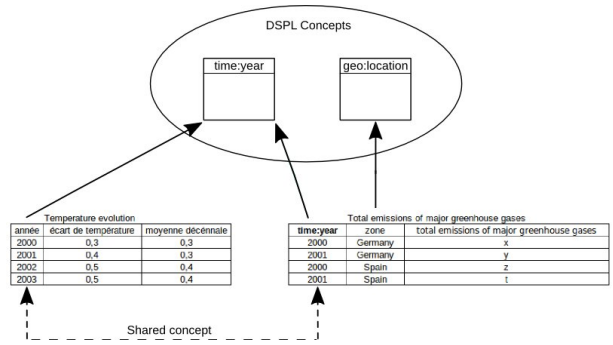 DSPL Concepts
time:year
geo:location
Temperature evolution
année écart de température moyenne décénnale
2000 0,3 0,3
2001 0,4 0,3
2002 0,5 0,4
2003 0,5 0,4
Total emissions of major greenhouse gases
time:year zone total emissions of major greenhouse gases
2000 Germany x
2001 Germany y
2000 Spain z
2001 Spain t
Shared concept